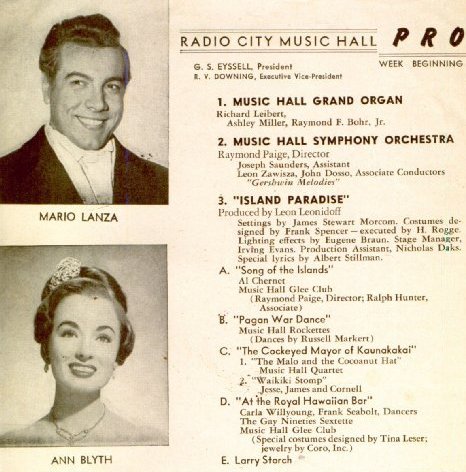 MARIO LANZA
ANN BLYTH
RADIO CITY MUSIC HALL
PRO
WEEK BEGINNING
G. S. EYSSELL, President
R. V. DOWNING, Executive Vice-President
1. MUSIC HALL GRAND ORGAN
Richard Leibert,
Ashley Miller, Raymond F. Bohr, Jr.
2. MUSIC HALL SYMPHONY ORCHESTRA
Raymond Paige, Director
Joseph Saunders, Assistant
Leon Zawisza, John Dosso, Associate Conductors
"Gershwin Melodies"
3. "ISLAND PARADISE"
Produced by Leon Leonidoff
Settings by James Stewart Morcom. Costumes de-
signed by Frank Spencer—executed by H. Rogge.
Lighting effects by Eugene Braun. Stage Manager,
Irving Evans. Production Assistant, Nicholas Daks.
Special lyrics by Albert Stillman.
A. "Song of the Islands"
Al Chernet
Music Hall Glee Club
(Raymond Paige, Director; Ralph Hunter,
Associate)
B. "Pagan War Dance"
Music Hall Rockettes
(Dances by Russell Markert)
C. "The Cockeyed Mayor of Kaunakakai"
1. "The Malo and the Cocoanut Hat"
Music Hall Quartet
2. "Waikiki Stomp"
Jesse, James and Cornell
D. "At the Royal Hawaiian Bar"
Carla Willyoung, Frank Seabolt, Dancers
The Gay Nineties Sextette
Music Hall Glee Club
(Special costumes designed by Tina Leser;
jewelry by Coro, Inc.)
E. Larry Storch